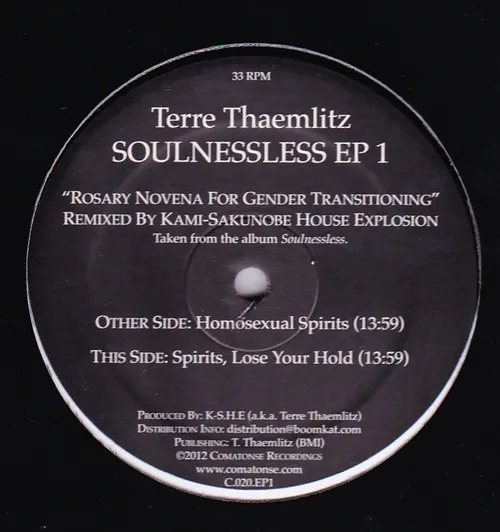 33 RPM
Terre Thaemlitz
SOULNESSLESS EP 1
“ROSARY NOVENA FOR GENDER TRANSITIONING”
REMIXED BY KAMI-SAKUNOBE HOUSE EXPLOSION
Taken from the album Soulnessless.
OTHER SIDE: Homosexual Spirits (13:59)
THIS SIDE: Spirits, Lose Your Hold (13:59)
PRODUCED BY: K-S.H.E (a.k.a. Terre Thaemlitz)
DISTRIBUTION INFO: distribution@boomkat.com
PUBLISHING: T. Thaemlitz (BMI)
©2012 COMATONSE RECORDINGS
www.comatonse.com
C.020.EP1